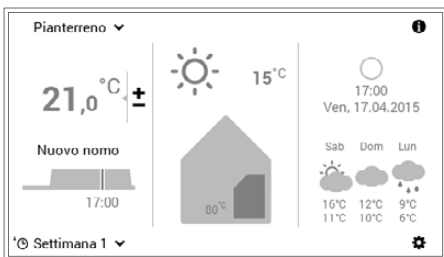 Pianterreno
21,0 °C ±
Nuovo nomo
17:00
Settimana 1
15°C
00°C
17:00
Ven, 17.04.2015
Sab Dom Lun
16°C 12°C 9°C
11°C 10°C 6°C